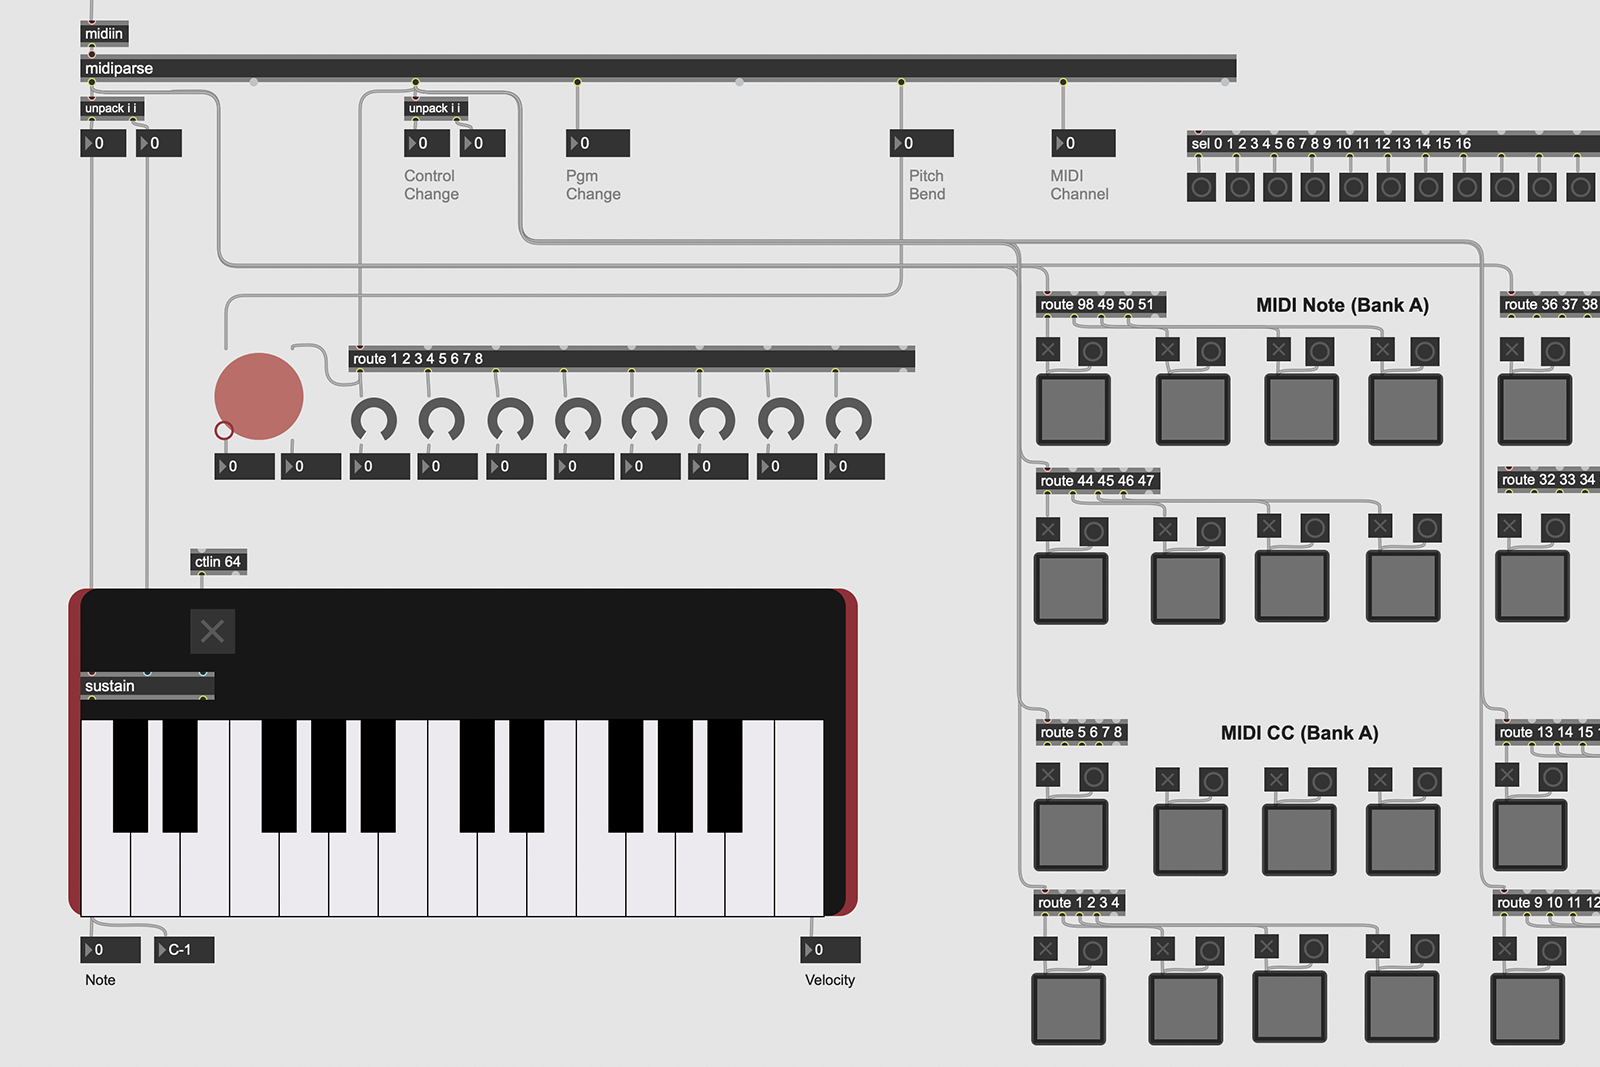 midiin
midiparse
unpack i i
unpack i i
0
0
0
0
0
0
0
Control
Change
Pgm
Change
Pitch
Bend
MIDI
Channel
sel 0 1 2 3 4 5 6 7 8 9 10 11 12 13 14 15 16
route 98 49 50 51
MIDI Note (Bank A)
route 36 37 38
route 1 2 3 4 5 6 7 8
0
0
0
0
0
0
0
0
0
0
route 44 45 46 47
route 32 33 34
ctlin 64
sustain
route 5 6 7 8
MIDI CC (Bank A)
route 13 14 15
route 1 2 3 4
route 9 10 11 12
0
C-1
0
Note
Velocity